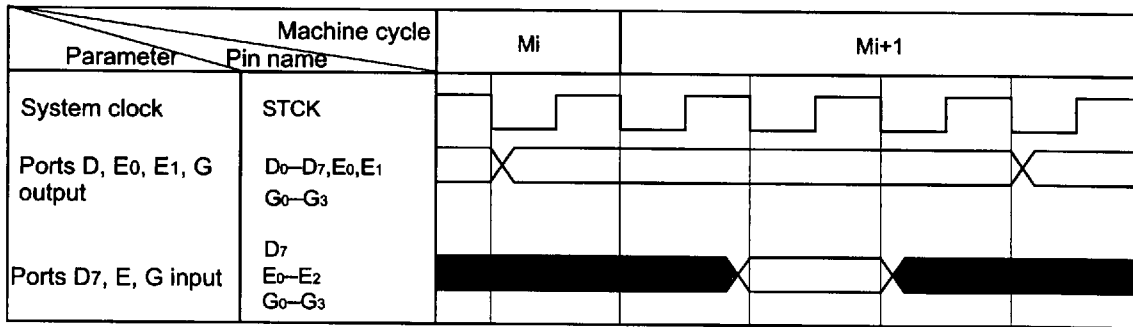 Machine cycle
Parameter Pin name
Mi
Mi+1
System clock
STCK
Ports D, E0, E1, G
output
D0–D7,E0,E1
G0–G3
Ports D7, E, G input
D7
E0–E2
G0–G3